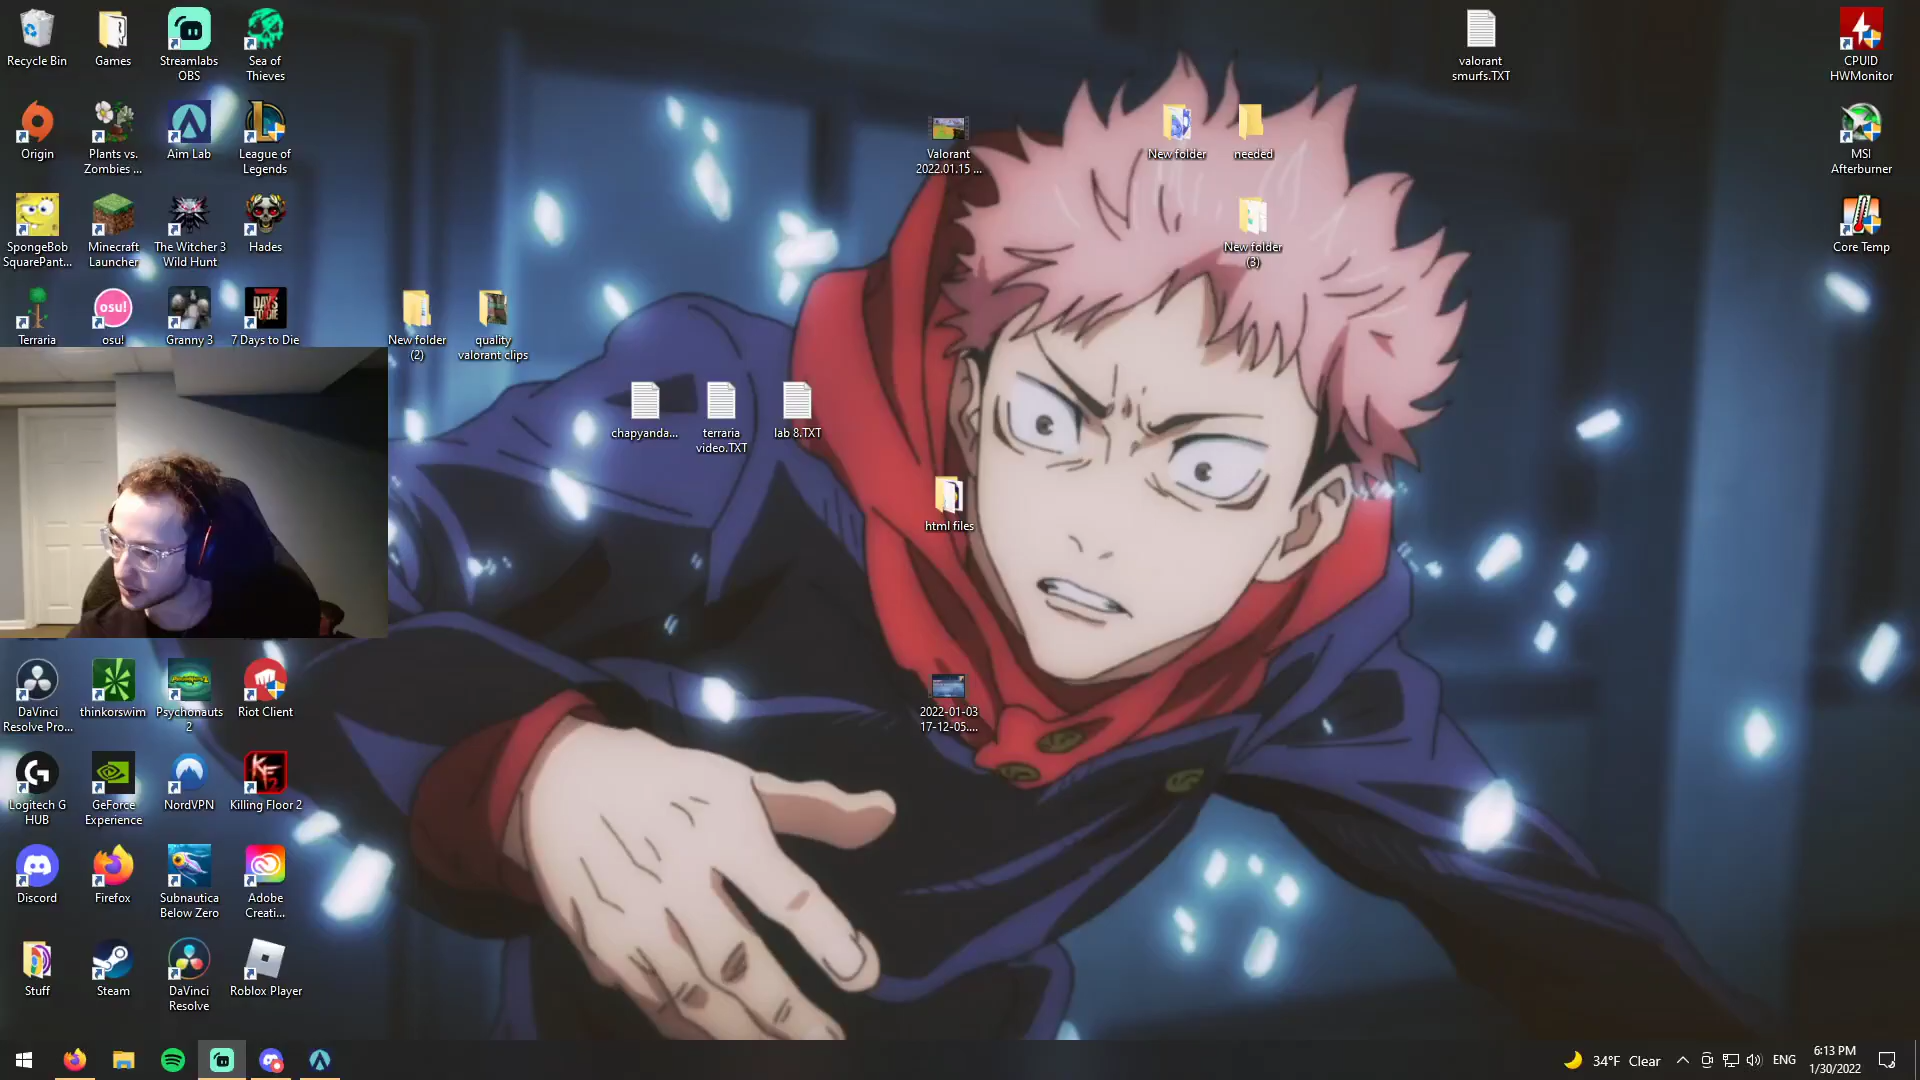 Recycle Bin
Games
Streamlabs
OBS
Sea of
Thieves
valorant
smurfs.TXT
CPUID
HWMonitor
Origin
Plants vs.
Zombies ...
Aim Lab
League of
Legends
Valorant
2022.01.15 ...
New folder
needed
MSI
Afterburner
SpongeBob
SquarePant...
Minecraft
Launcher
The Witcher 3
Wild Hunt
Hades
New folder
(3)
Core Temp
Terraria
osu!
osu!
Granny 3
DAYS
TO DIE
7 Days to Die
New folder
(2)
quality
valorant clips
chapyanda...
terraria
video.TXT
lab 8.TXT
html files
DaVinci
Resolve Pro...
thinkorswim
Psychonauts
2
Riot Client
2022-01-03
17-12-05....
Logitech G
HUB
GeForce
Experience
NordVPN
KF
2
Killing Floor 2
Discord
Firefox
Subnautica
Below Zero
Adobe
Creati...
Stuff
Steam
DaVinci
Resolve
Roblox Player
34°F Clear
ENG
6:13 PM
1/30/2022